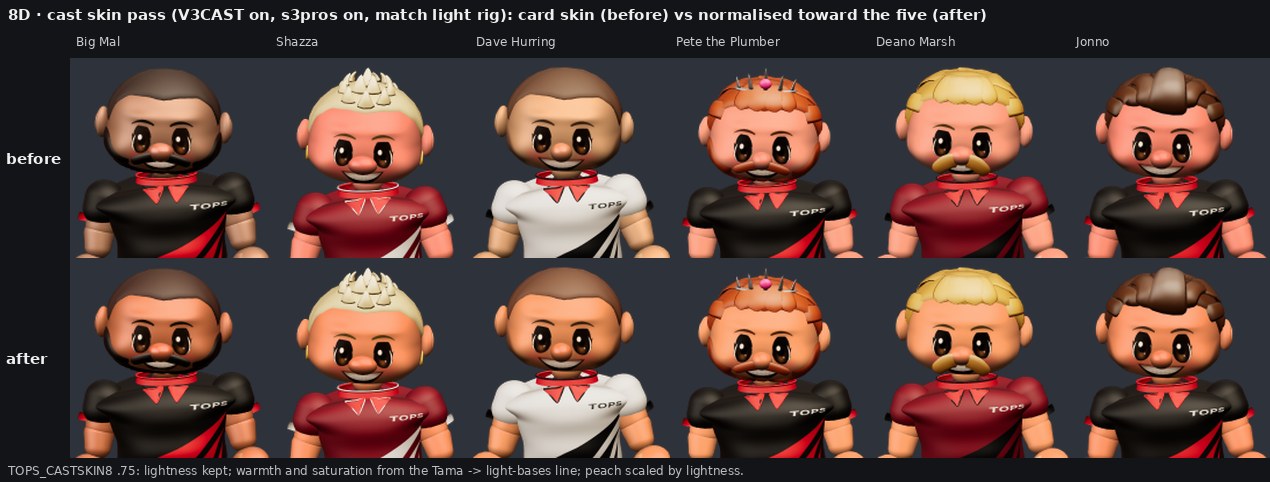 8D · cast skin pass (V3CAST on, s3pros on, match light rig): card skin (before) vs normalised toward the five (after)
Big Mal Shazza Dave Hurring Pete the Plumber Deano Marsh Jonno
before
TOPS TOPS TOPS TOPS TOPS TOPS
after
TOPS TOPS TOPS TOPS TOPS TOPS
TOPS_CASTSKIN8 .75: lightness kept; warmth and saturation from the Tama -> light-bases line; peach scaled by lightness.